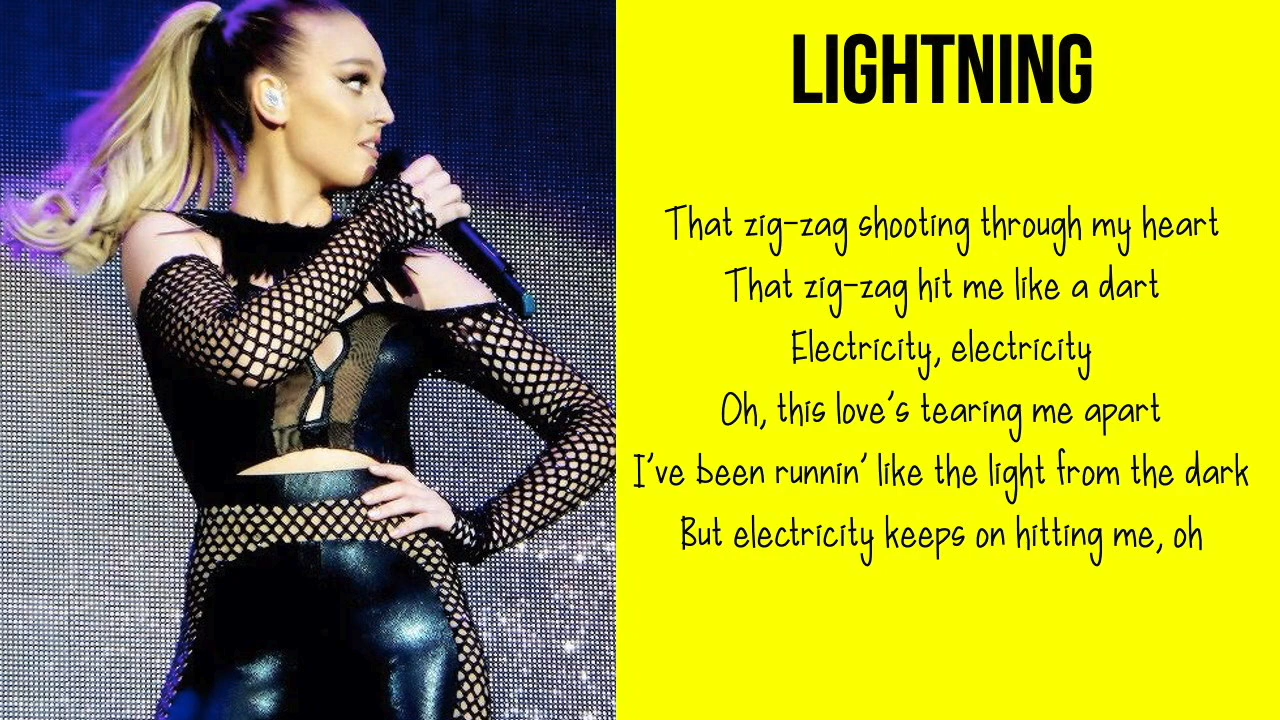 LIGHTNING
That zig-zag shooting through my heart
That zig-zag hit me like a dart
Electricity, electricity
Oh, this love's tearing me apart
I've been runnin' like the light from the dark
But electricity keeps on hitting me, oh